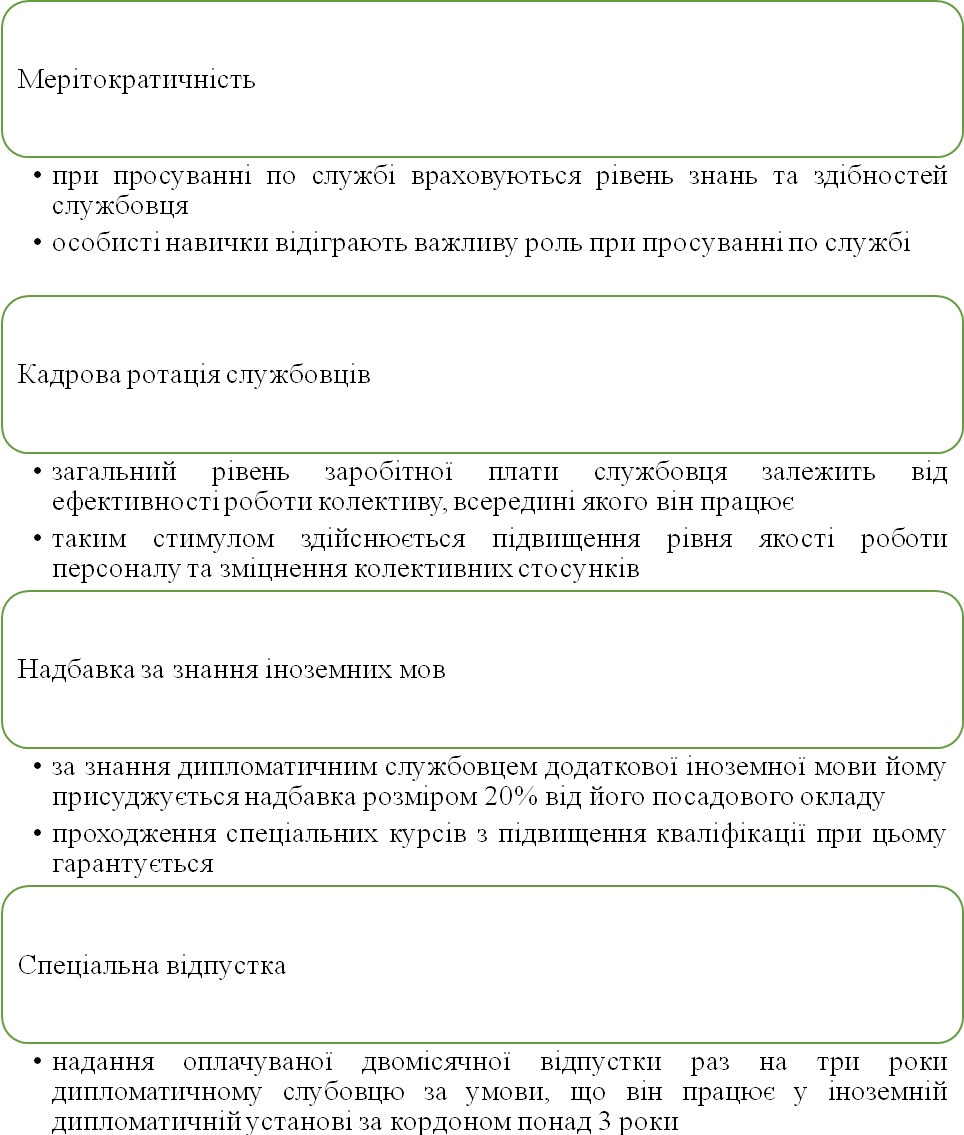 Мерітократичність
• при просуванні по службі враховуються рівень знань та здібностей
службовця
• особисті навички відіграють важливу роль при просуванні по службі
Кадрова ротація службовців
• загальний рівень заробітної плати службовця залежить від
ефективності роботи колективу, всередині якого він працює
• таким стимулом здійснюється підвищення рівня якості роботи
персоналу та зміцнення колективних стосунків
Надбавка за знання іноземних мов
• за знання дипломатичним службовцем додаткової іноземної мови йому
присуджується надбавка розміром 20% від його посадового окладу
• проходження спеціальних курсів з підвищення кваліфікації при цьому
гарантується
Спеціальна відпустка
• надання оплачуваної двомісячної відпустки раз на три роки
дипломатичному слубовцю за умови, що він працює у іноземній
дипломатичній установі за кордоном понад 3 роки